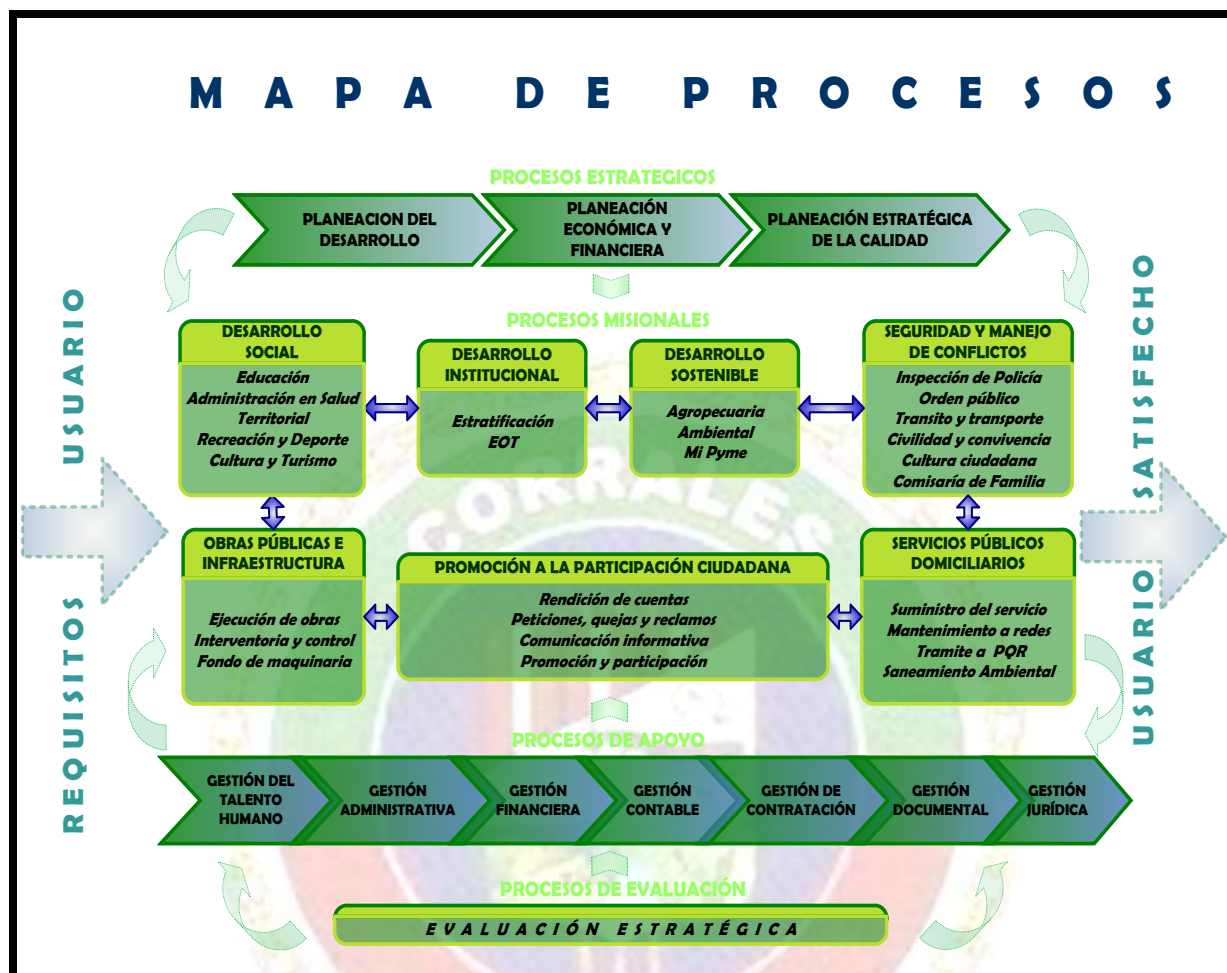 MAPA DE PROCESOS
PROCESOS ESTRATEGICOS
PLANEACION DEL
DESARROLLO
PLANEACIÓN
ECONÓMICA Y
FINANCIERA
PLANEACIÓN ESTRATÉGICA
DE LA CALIDAD
REQUISITOS USUARIO
USUARIO SATISFECHO
PROCESOS MISIONALES
DESARROLLO
SOCIAL
Educación
Administración en Salud
Territorial
Recreación y Deporte
Cultura y Turismo
DESARROLLO
INSTITUCIONAL
Estratificación
EOT
DESARROLLO
SOSTENIBLE
Agropecuaria
Ambiental
Mi Pyme
SEGURIDAD Y MANEJO
DE CONFLICTOS
Inspección de Policía
Orden público
Transito y transporte
Civilidad y convivencia
Cultura ciudadana
Comisaría de Familia
CORRALES
OBRAS PÚBLICAS E
INFRAESTRUCTURA
Ejecución de obras
Interventoria y control
Fondo de maquinaria
PROMOCIÓN A LA PARTICIPACIÓN CIUDADANA
Rendición de cuentas
Peticiones, quejas y reclamos
Comunicación informativa
Promoción y participación
SERVICIOS PÚBLICOS
DOMICILIARIOS
Suministro del servicio
Mantenimiento a redes
Tramite a PQR
Saneamiento Ambiental
PROCESOS DE APOYO
GESTIÓN DEL
TALENTO
HUMANO
GESTIÓN
ADMINISTRATIVA
GESTIÓN
FINANCIERA
GESTIÓN
CONTABLE
GESTIÓN DE
CONTRATACIÓN
GESTIÓN
DOCUMENTAL
GESTIÓN
JURÍDICA
PROCESOS DE EVALUACIÓN
EVALUACIÓN ESTRATÉGICA